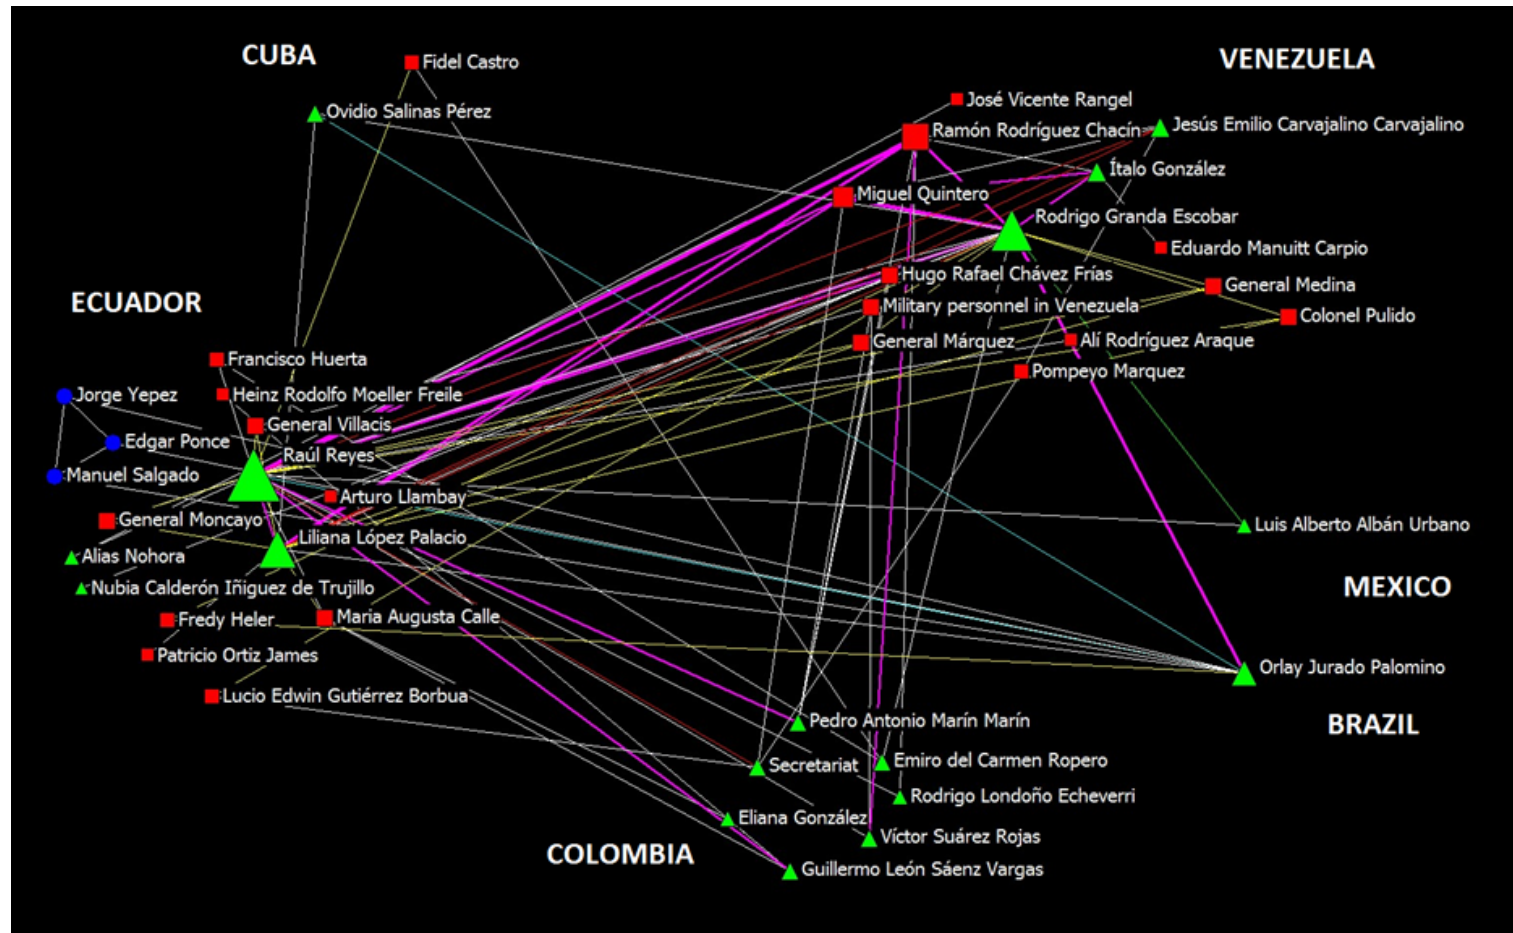 CUBA
Fidel Castro
VENEZUELA
José Vicente Rangel
Ovidio Salinas Pérez
Ramón Rodríguez Chacín
Jesús Emilio Carvajalino Carvajalino
Ítalo González
Miguel Quintero
Rodrigo Granda Escobar
Eduardo Manuitt Carpio
Hugo Rafael Chávez Frías
General Medina
ECUADOR
Military personnel in Venezuela
Colonel Pulido
General Márquez
Alí Rodríguez Araque
Francisco Huerta
Pompeyo Marquez
Jorge Yepez
Heinz Rodolfo Moeller Freile
General Villacis
Edgar Ponce
Raúl Reyes
Manuel Salgado
Arturo Llambay
General Moncayo
Luis Alberto Albán Urbano
Liliana López Palacio
Alias Nohora
MEXICO
Nubia Calderón Iñiguez de Trujillo
Fredy Heler
Maria Augusta Calle
Patricio Ortiz James
Orlay Jurado Palomino
Lucio Edwin Gutiérrez Borbua
Pedro Antonio Marín Marín
BRAZIL
Secretariat
Emiro del Carmen Ropero
Rodrigo Londoño Echeverri
Eliana González
Víctor Suárez Rojas
COLOMBIA
Guillermo León Sáenz Vargas